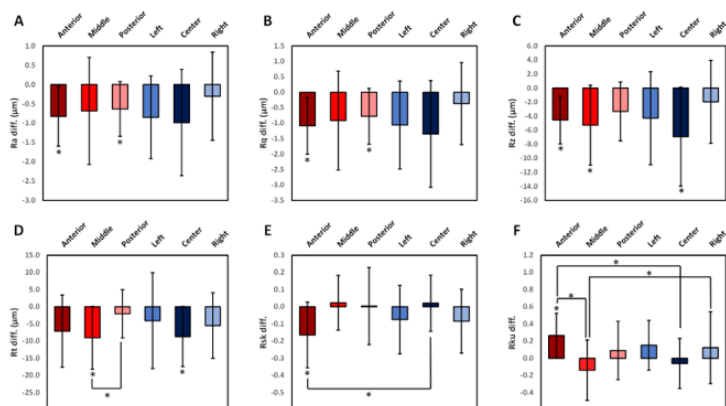 A
Anterior
Middle
Posterior
Left
Center
Right
Ra diff. (μm)
1.0
0.5
0.0
-0.5
-1.0
-1.5
-2.0
-2.5
-3.0
*
*
B
Anterior
Middle
Posterior
Left
Center
Right
Rq diff. (μm)
1.5
1.0
0.5
0.0
-0.5
-1.0
-1.5
-2.0
-2.5
-3.0
-3.5
*
*
C
Anterior
Middle
Posterior
Left
Center
Right
Rz diff. (μm)
6.0
4.0
2.0
0.0
-2.0
-4.0
-6.0
-8.0
-10.0
-12.0
-14.0
-16.0
*
*
*
D
Anterior
Middle
Posterior
Left
Center
Right
Rt diff. (μm)
15.0
10.0
5.0
0.0
-5.0
-10.0
-15.0
-20.0
-25.0
*
*
*
E
Anterior
Middle
Posterior
Left
Center
Right
Rsk diff.
0.3
0.2
0.1
0.0
-0.1
-0.2
-0.3
-0.4
-0.5
*
*
F
Anterior
Middle
Posterior
Left
Center
Right
Rku diff.
1.2
1.0
0.8
0.6
0.4
0.2
0.0
-0.2
-0.4
*
*
*
*